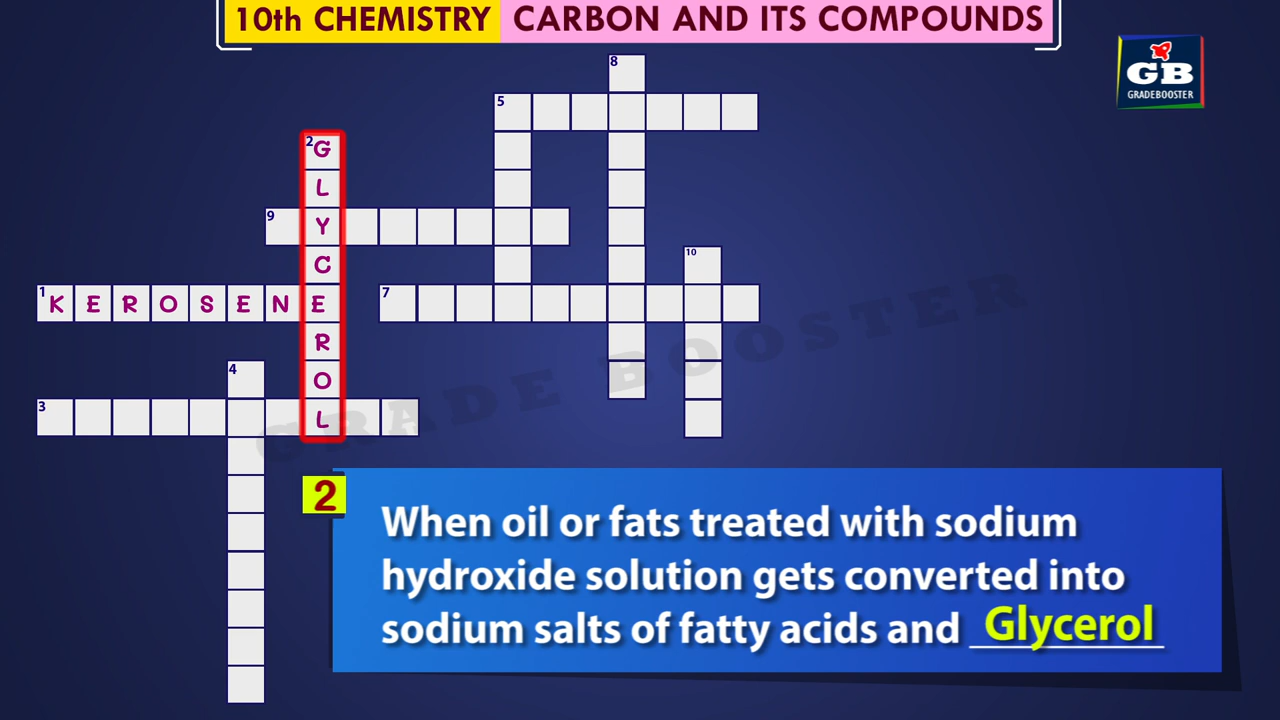 10th CHEMISTRY CARBON AND ITS COMPOUNDS
GB
GRADEBOOSTER
8
5
2 G
L
9 Y
C
10
1 K E R O S E N E
7
R
4
O
3 L
GRADE BOOSTER
2
When oil or fats treated with sodium
hydroxide solution gets converted into
sodium salts of fatty acids and Glycerol